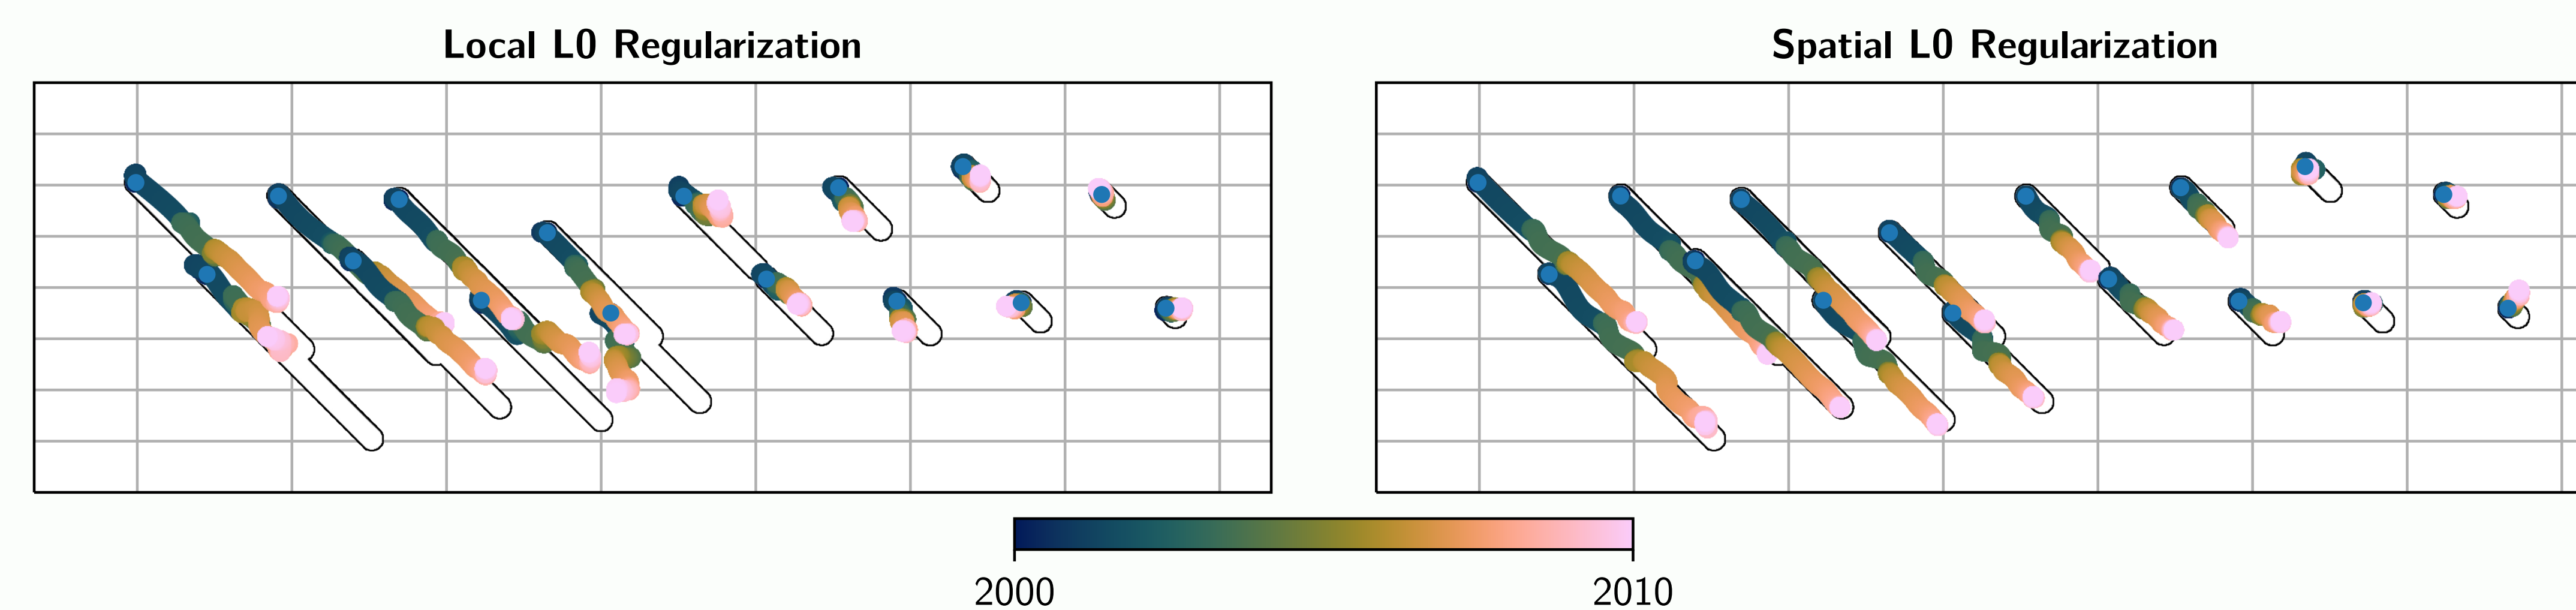 Local L0 Regularization
Spatial L0 Regularization
2000
2010